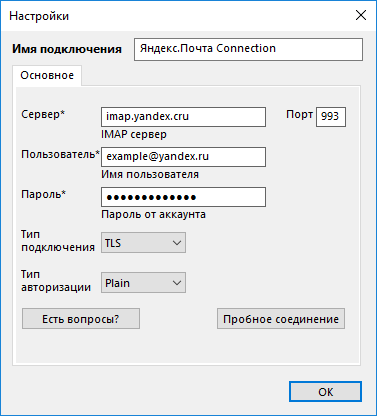 Настройки
Имя подключения Яндекс.Почта Connection
Основное
Сервер* imap.yandex.cru Порт 993
IMAP сервер
Пользователь* example@yandex.ru
Имя пользователя
Пароль* •••••••••••••
Пароль от аккаунта
Тип
подключения TLS
Тип
авторизации Plain
Есть вопросы? Пробное соединение
OK